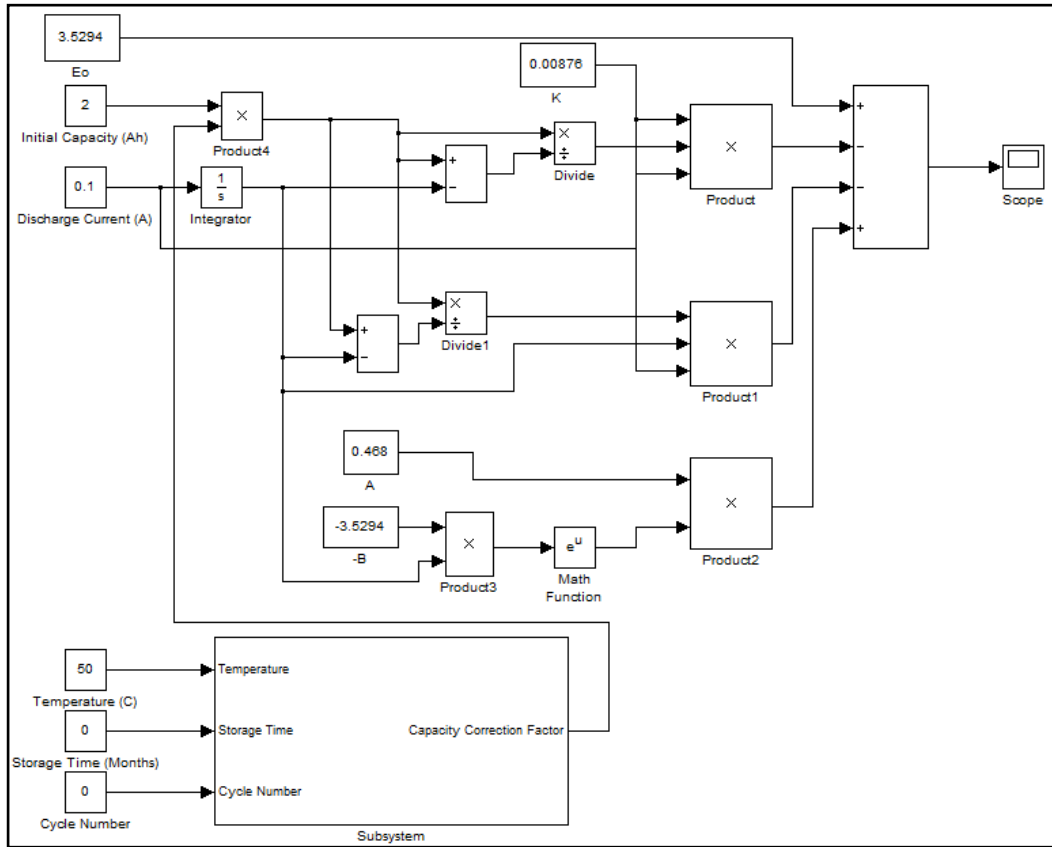 3.5294
Eo
0.00876
K
2
Initial Capacity (Ah)
×
Product4
+
−
×
÷
Divide
×
Product
+
−
−
+
Scope
0.1
Discharge Current (A)
1
s
Integrator
+
−
×
÷
Divide1
×
Product1
0.468
A
-3.5294
-B
×
Product3
e^u
Math
Function
×
Product2
50
Temperature (C)
0
Storage Time (Months)
0
Cycle Number
Temperature
Storage Time
Cycle Number
Capacity Correction Factor
Subsystem